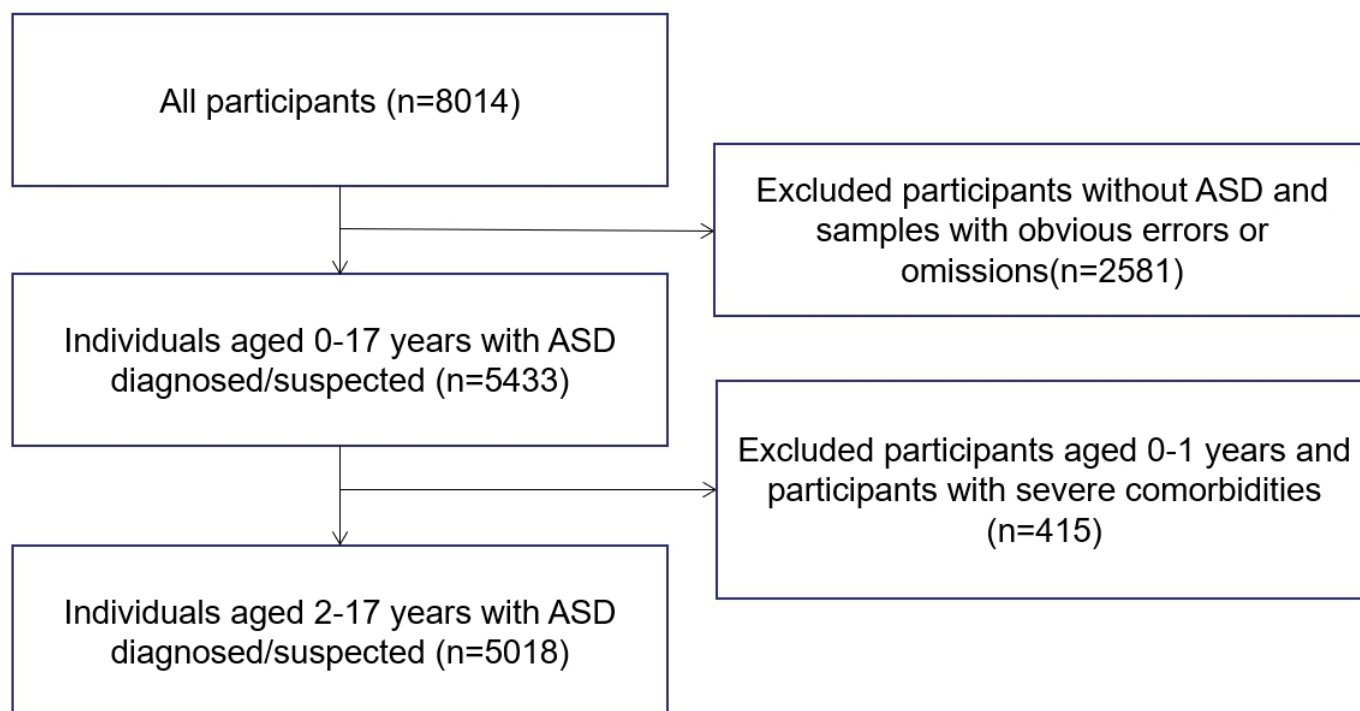 All participants (n=8014)
Excluded participants without ASD and
samples with obvious errors or
omissions(n=2581)
Individuals aged 0-17 years with ASD
diagnosed/suspected (n=5433)
Excluded participants aged 0-1 years and
participants with severe comorbidities
(n=415)
Individuals aged 2-17 years with ASD
diagnosed/suspected (n=5018)